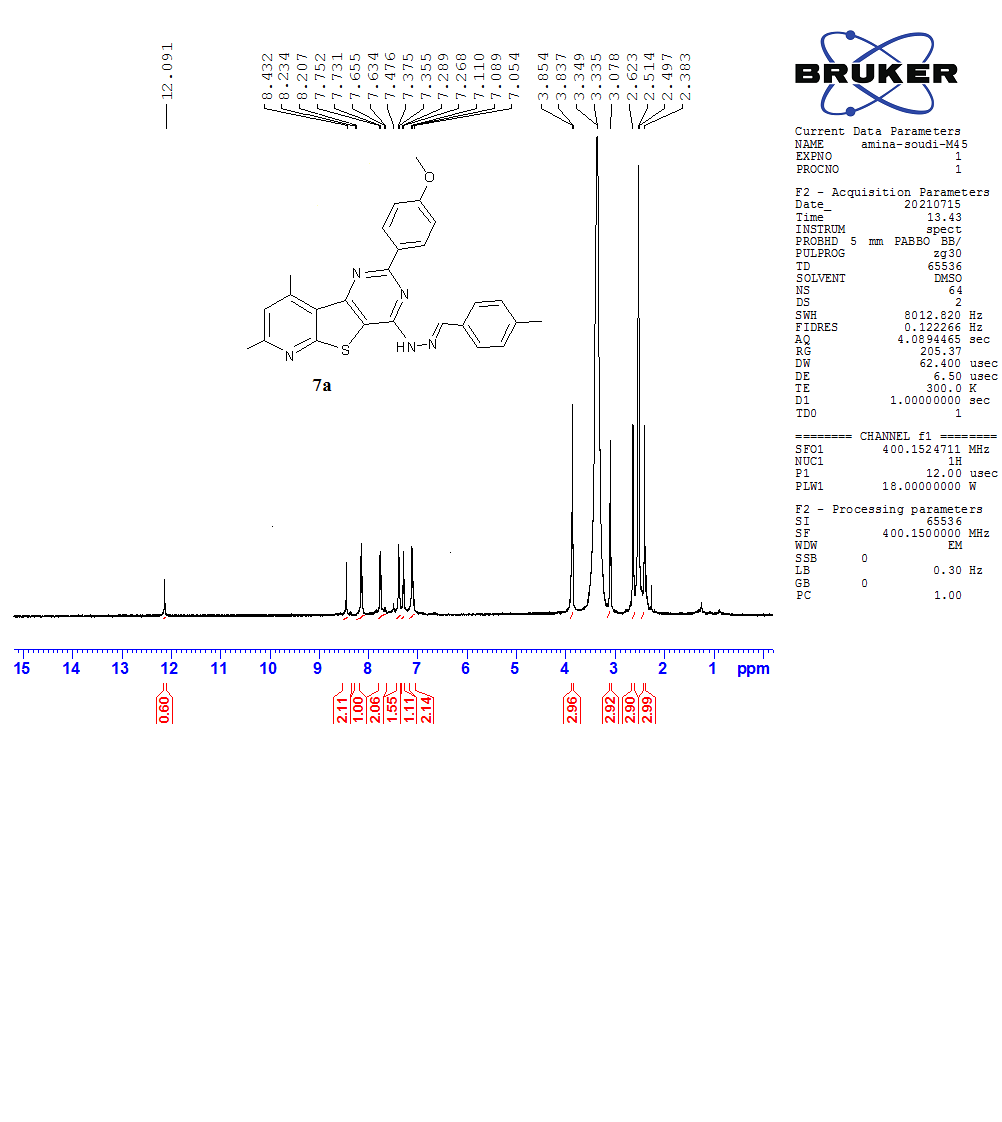 12.091
8.432
8.234
8.207
7.752
7.731
7.655
7.634
7.476
7.375
7.355
7.289
7.268
7.110
7.089
7.054
3.854
3.837
3.349
3.335
3.078
2.623
2.514
2.497
2.383
BRUKER
Current Data Parameters
NAME amina-soudi-M45
EXPNO 1
PROCNO 1
F2 - Acquisition Parameters
Date_ 20210715
Time 13.43
INSTRUM spect
PROBHD 5 mm PABBO BB/
PULPROG zg30
TD 65536
SOLVENT DMSO
NS 64
DS 2
SWH 8012.820 Hz
FIDRES 0.122266 Hz
AQ 4.0894465 sec
RG 205.37
DW 62.400 usec
DE 6.50 usec
TE 300.0 K
D1 1.00000000 sec
TD0 1
======== CHANNEL f1 ========
SFO1 400.1524711 MHz
NUC1 1H
P1 12.00 usec
PLW1 18.00000000 W
F2 - Processing parameters
SI 65536
SF 400.1500000 MHz
WDW EM
SSB 0
LB 0.30 Hz
GB 0
PC 1.00
O
N
N
N
S
HN
N
7a
15 14 13 12 11 10 9 8 7 6 5 4 3 2 1 ppm
0.60
2.11
1.00
2.06
1.55
1.11
2.14
2.96
2.92
2.90
2.99